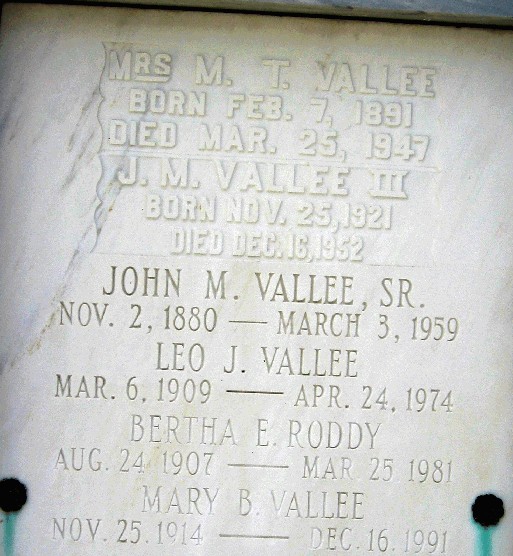 MRS M. T. VALLEE
BORN FEB. 7, 1891
DIED MAR. 25, 1947
J. M. VALLEE III
BORN NOV. 25, 1921
DIED DEC. 16, 1952
JOHN M. VALLEE, SR.
NOV. 2, 1880 — MARCH 3, 1959
LEO J. VALLEE
MAR. 6, 1909 — APR. 24, 1974
BERTHA E. RODDY
AUG. 24 1907 — MAR 25 1981
MARY B. VALLEE
NOV. 25. 1914 — DEC. 16. 1991